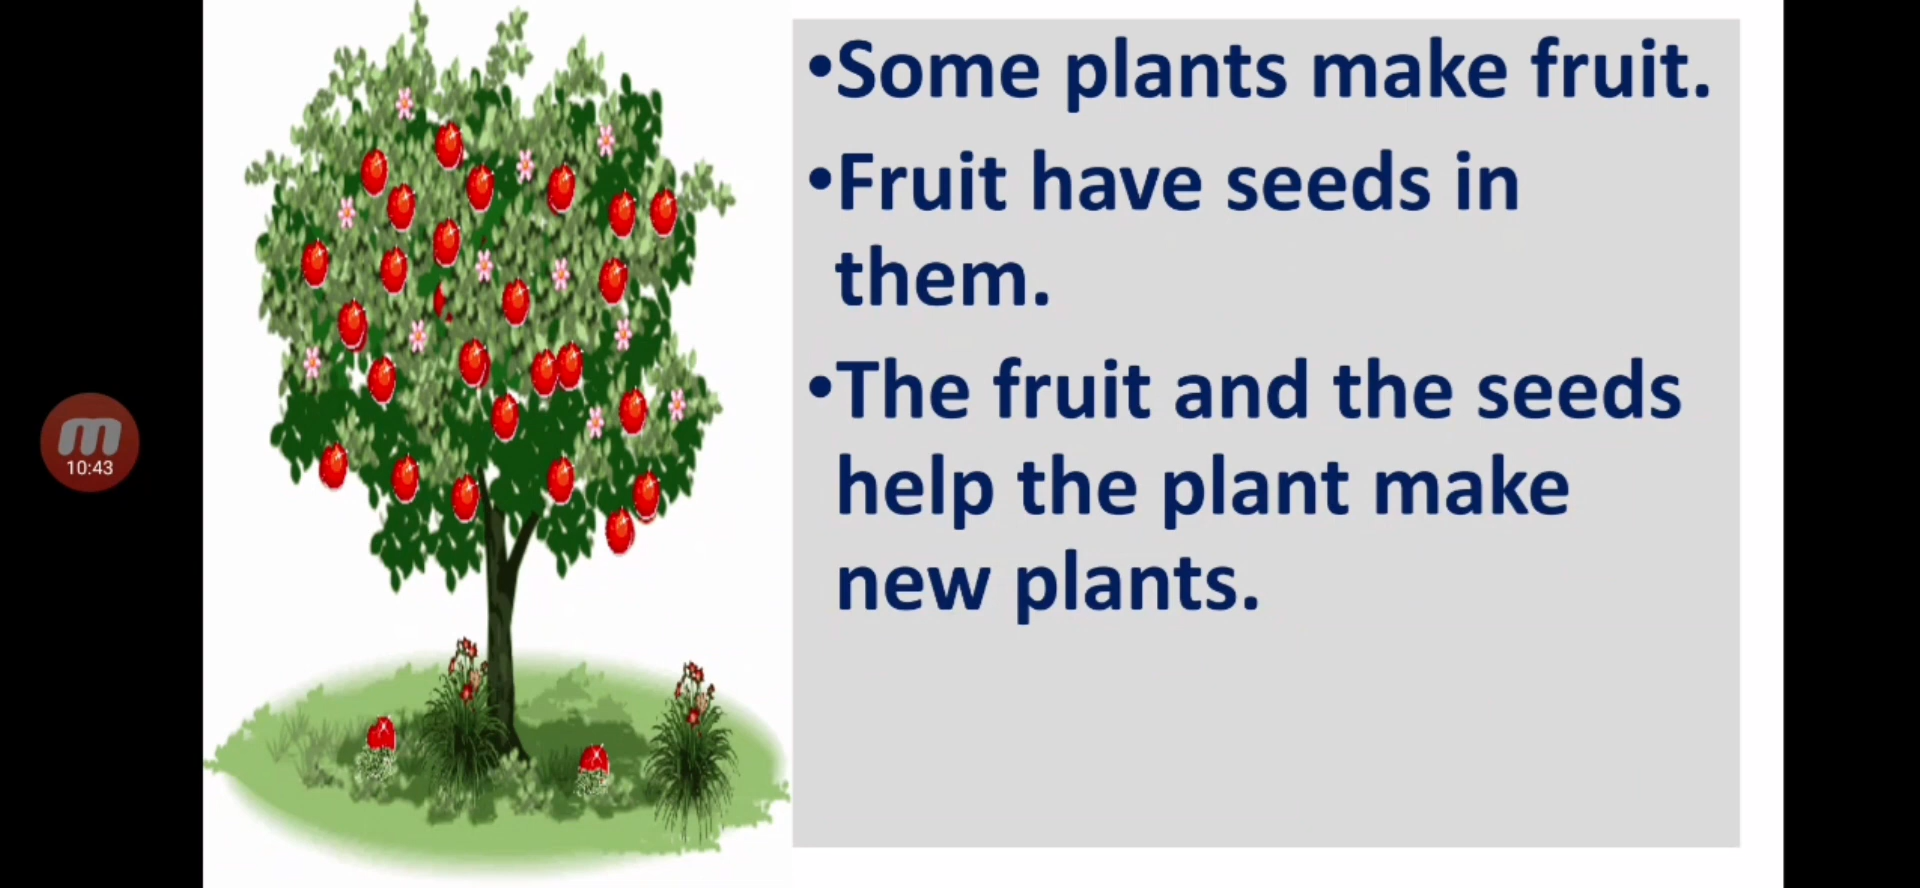 •Some plants make fruit.
•Fruit have seeds in
them.
•The fruit and the seeds
help the plant make
new plants.
m
10:43